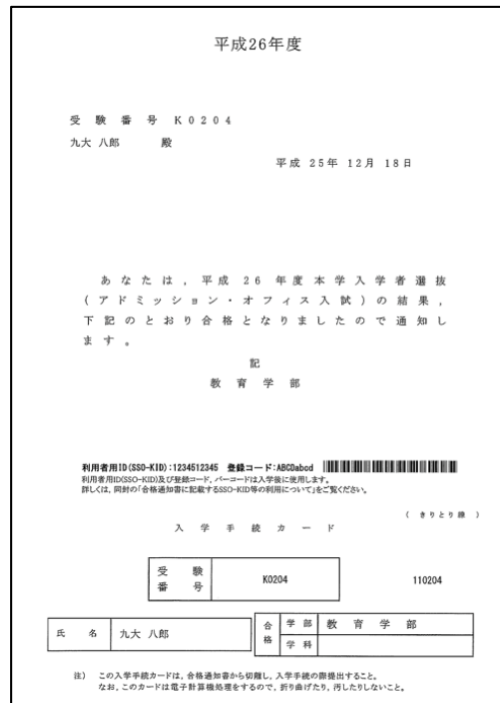 平成26年度
受験番号 K0204
九大 八郎 殿
平成 25年 12月 18日
あなたは，平成 26 年度本学入学者選抜
(アドミッション・オフィス入試)の結果，
下記のとおり合格となりましたので通知し
ます。
記
教育学部
利用者用ID(SSO-KID):1234512345 登録コード:ABCDabcd
利用者用ID(SSO-KID)及び登録コード，バーコードは入学後に使用します。
詳しくは，同封の「合格通知書に記載するSSO-KID等の利用について」をご覧ください。
(きりとり線)
入学手続カード
受験番号 K0204 110204
氏名 九大 八郎 合格 学部 教育学部
学科
注) この入学手続カードは，合格通知書から切離し，入学手続の際提出すること。
なお，このカードは電子計算機処理をするので，折り曲げたり，汚したりしないこと。